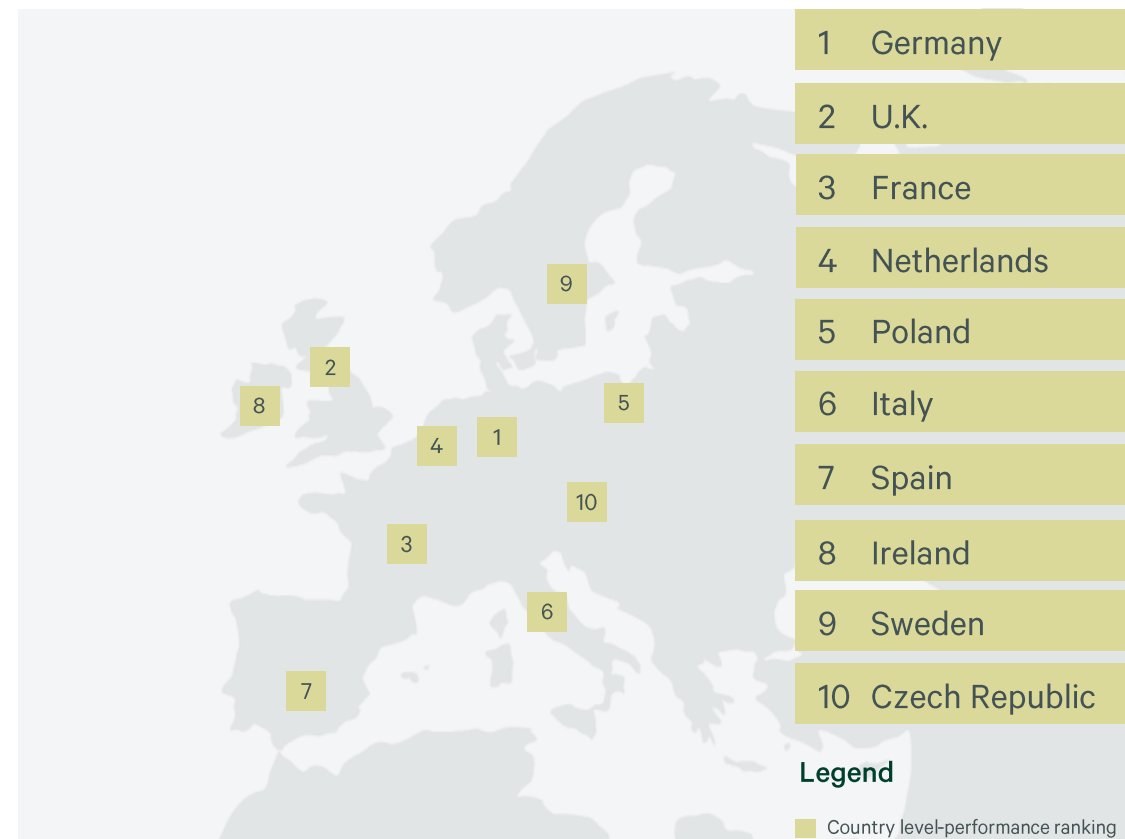 1 Germany
2 U.K.
3 France
4 Netherlands
5 Poland
6 Italy
7 Spain
8 Ireland
9 Sweden
10 Czech Republic
Legend
Country level-performance ranking
9
2
8
5
1
4
10
3
6
7